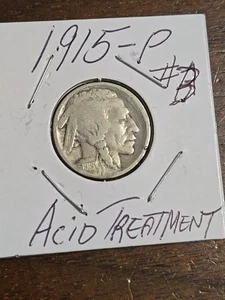 1915-P
#B
ACID TREATMENT